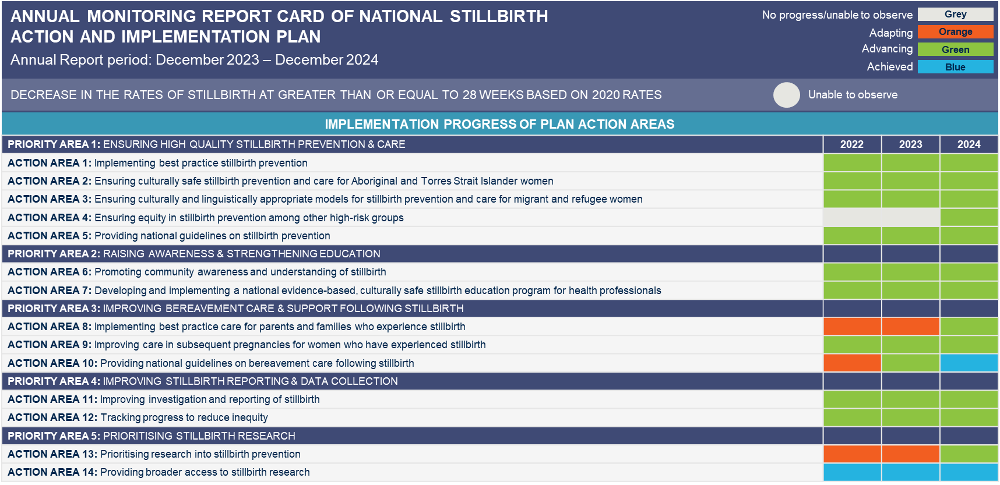 ANNUAL MONITORING REPORT CARD OF NATIONAL STILLBIRTH
ACTION AND IMPLEMENTATION PLAN
Annual Report period: December 2023 – December 2024
No progress/unable to observe Grey
Adapting Orange
Advancing Green
Achieved Blue
DECREASE IN THE RATES OF STILLBIRTH AT GREATER THAN OR EQUAL TO 28 WEEKS BASED ON 2020 RATES Unable to observe
IMPLEMENTATION PROGRESS OF PLAN ACTION AREAS
PRIORITY AREA 1: ENSURING HIGH QUALITY STILLBIRTH PREVENTION & CARE 2022 2023 2024
ACTION AREA 1: Implementing best practice stillbirth prevention
ACTION AREA 2: Ensuring culturally safe stillbirth prevention and care for Aboriginal and Torres Strait Islander women
ACTION AREA 3: Ensuring culturally and linguistically appropriate models for stillbirth prevention and care for migrant and refugee women
ACTION AREA 4: Ensuring equity in stillbirth prevention among other high-risk groups
ACTION AREA 5: Providing national guidelines on stillbirth prevention
PRIORITY AREA 2: RAISING AWARENESS & STRENGTHENING EDUCATION
ACTION AREA 6: Promoting community awareness and understanding of stillbirth
ACTION AREA 7: Developing and implementing a national evidence-based, culturally safe stillbirth education program for health professionals
PRIORITY AREA 3: IMPROVING BEREAVEMENT CARE & SUPPORT FOLLOWING STILLBIRTH
ACTION AREA 8: Implementing best practice care for parents and families who experience stillbirth
ACTION AREA 9: Improving care in subsequent pregnancies for women who have experienced stillbirth
ACTION AREA 10: Providing national guidelines on bereavement care following stillbirth
PRIORITY AREA 4: IMPROVING STILLBIRTH REPORTING & DATA COLLECTION
ACTION AREA 11: Improving investigation and reporting of stillbirth
ACTION AREA 12: Tracking progress to reduce inequity
PRIORITY AREA 5: PRIORITISING STILLBIRTH RESEARCH
ACTION AREA 13: Prioritising research into stillbirth prevention
ACTION AREA 14: Providing broader access to stillbirth research